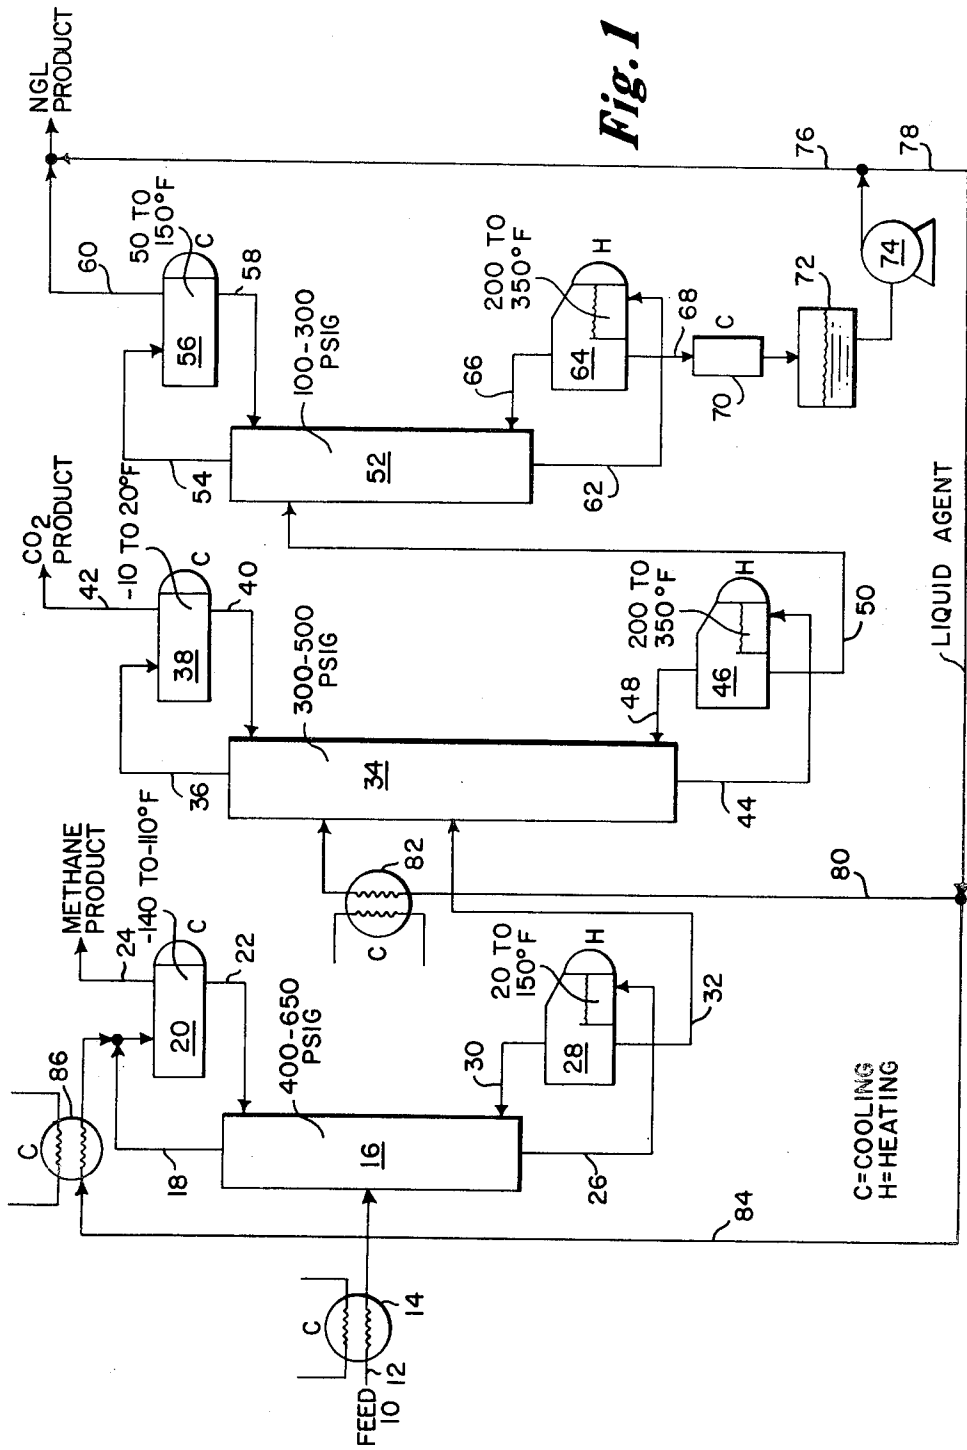 NGL
PRODUCT
60
50 TO
150°F
C
56
58
54
100-300
PSIG
52
62
66
200 TO
350°F
H
64
68
C
70
72
74
76
78
Fig. 1
CO2
PRODUCT
42
-10 TO 20°F
C
38
40
36
300-500
PSIG
34
44
48
200 TO
350°F
H
46
50
LIQUID AGENT
METHANE
PRODUCT
24
-140 TO-110°F
C
20
22
18
86
C
400-650
PSIG
16
26
30
20 TO
150°F
H
28
32
82
C
80
84
C
14
12
FEED
10
C=COOLING
H=HEATING